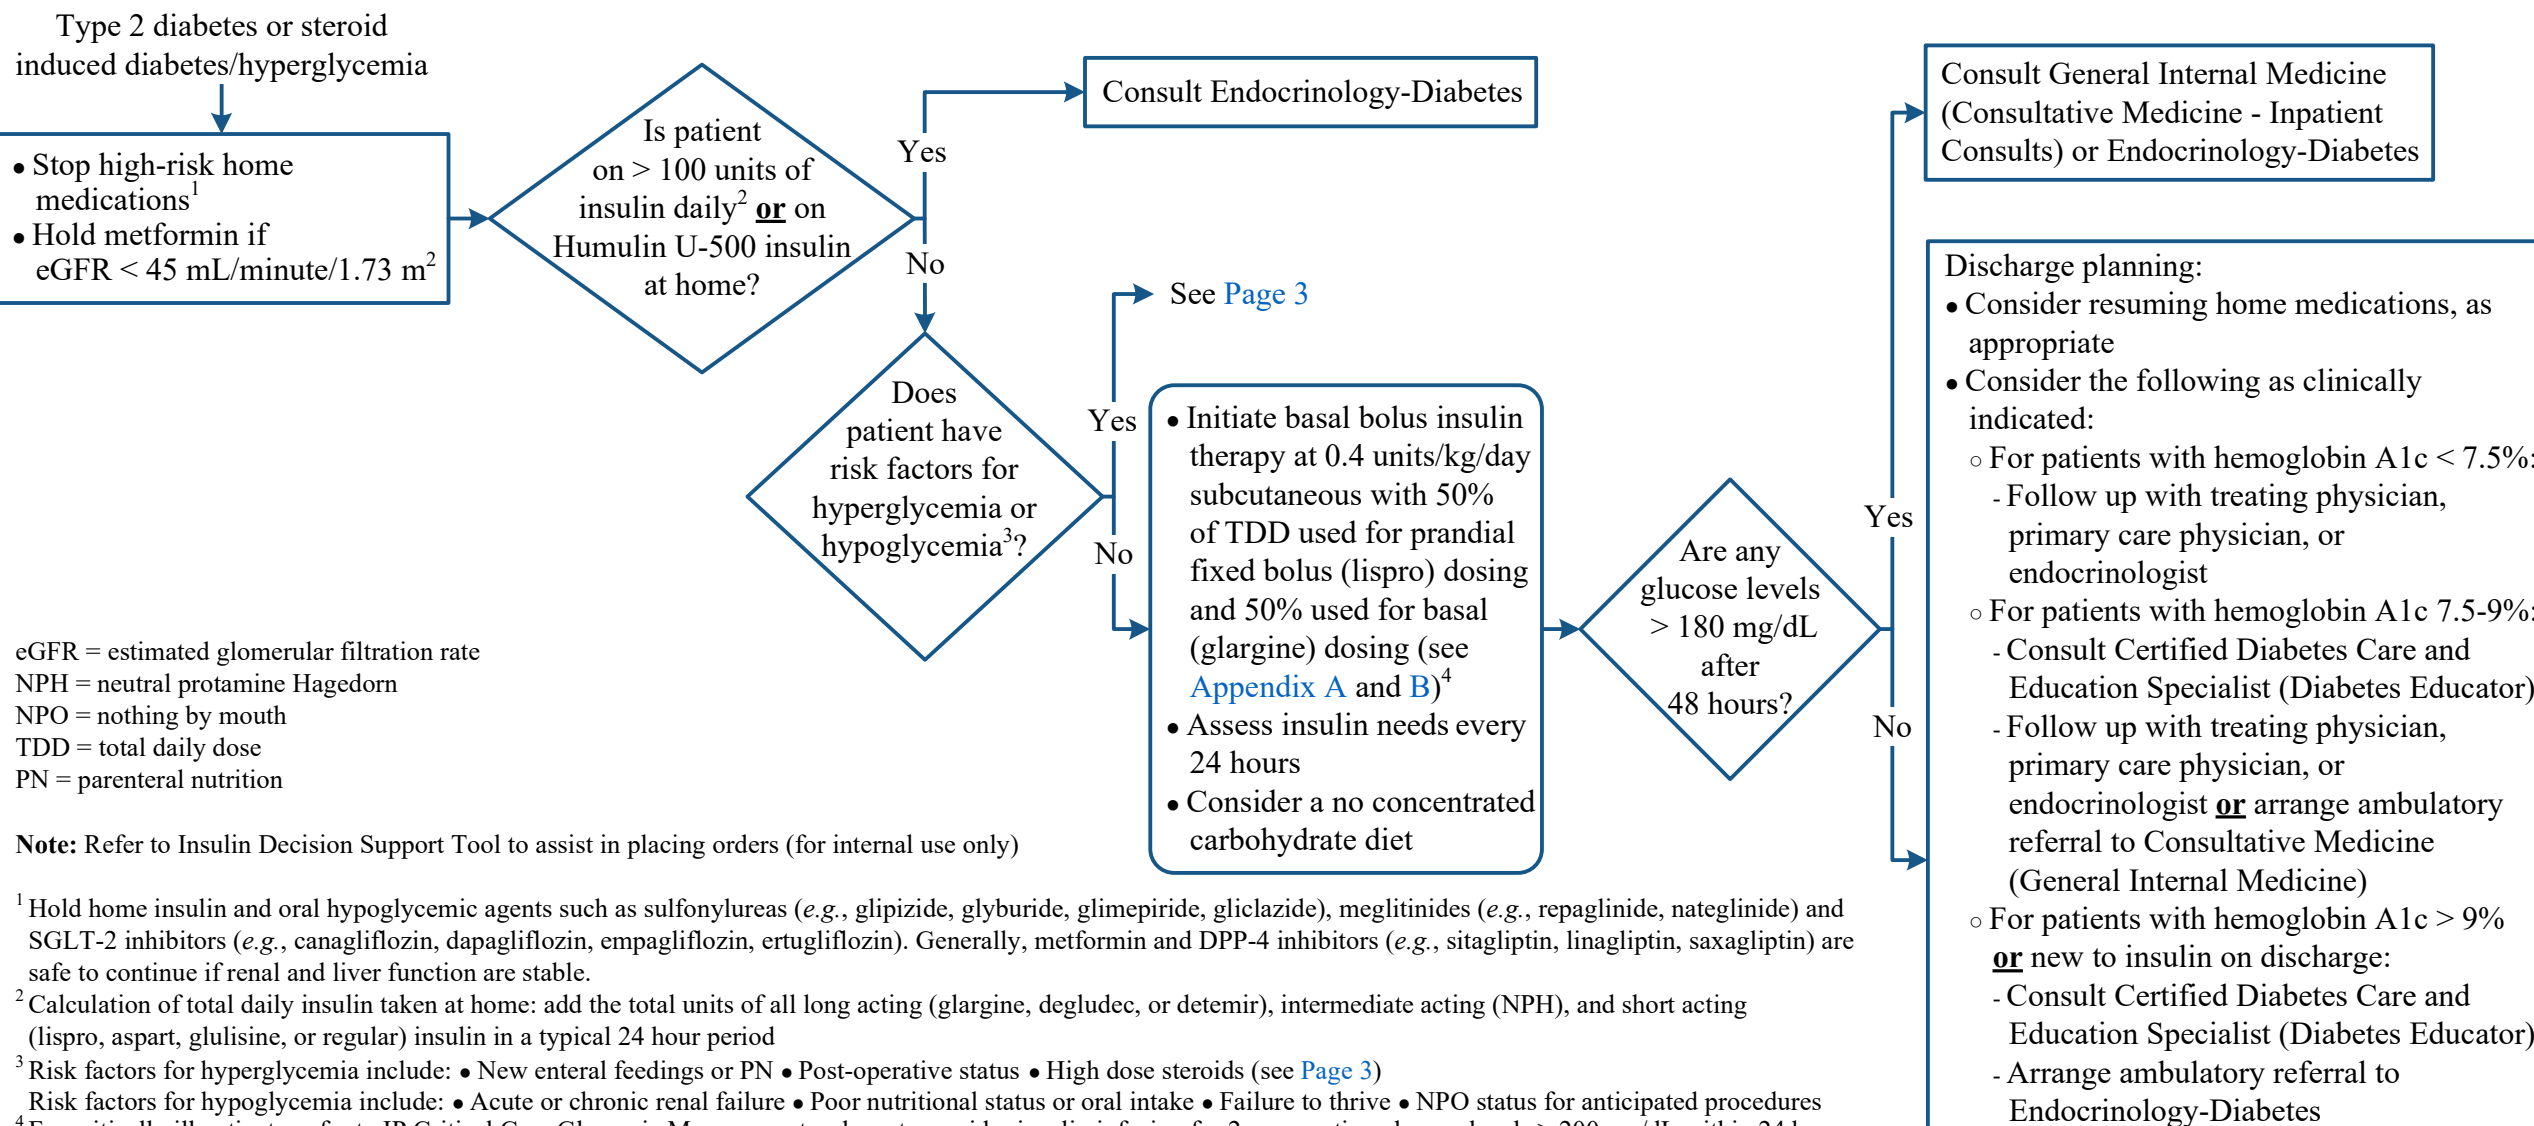 Type 2 diabetes or steroid
induced diabetes/hyperglycemia
● Stop high-risk home
medications1
● Hold metformin if
eGFR < 45 mL/minute/1.73 m2
Is patient
on > 100 units of
insulin daily2 or on
Humulin U-500 insulin
at home?
Yes
No
Consult Endocrinology-Diabetes
Does
patient have
risk factors for
hyperglycemia or
hypoglycemia3?
Yes
No
See Page 3
● Initiate basal bolus insulin
therapy at 0.4 units/kg/day
subcutaneous with 50%
of TDD used for prandial
fixed bolus (lispro) dosing
and 50% used for basal
(glargine) dosing (see
Appendix A and B)4
● Assess insulin needs every
24 hours
● Consider a no concentrated
carbohydrate diet
Are any
glucose levels
> 180 mg/dL
after
48 hours?
Yes
No
Consult General Internal Medicine
(Consultative Medicine - Inpatient
Consults) or Endocrinology-Diabetes
Discharge planning:
● Consider resuming home medications, as
appropriate
● Consider the following as clinically
indicated:
○ For patients with hemoglobin A1c < 7.5%:
- Follow up with treating physician,
primary care physician, or
endocrinologist
○ For patients with hemoglobin A1c 7.5-9%:
- Consult Certified Diabetes Care and
Education Specialist (Diabetes Educator)
- Follow up with treating physician,
primary care physician, or
endocrinologist or arrange ambulatory
referral to Consultative Medicine
(General Internal Medicine)
○ For patients with hemoglobin A1c > 9%
or new to insulin on discharge:
- Consult Certified Diabetes Care and
Education Specialist (Diabetes Educator)
- Arrange ambulatory referral to
Endocrinology-Diabetes
eGFR = estimated glomerular filtration rate
NPH = neutral protamine Hagedorn
NPO = nothing by mouth
TDD = total daily dose
PN = parenteral nutrition
Note: Refer to Insulin Decision Support Tool to assist in placing orders (for internal use only)
1 Hold home insulin and oral hypoglycemic agents such as sulfonylureas (e.g., glipizide, glyburide, glimepiride, gliclazide), meglitinides (e.g., repaglinide, nateglinide) and
SGLT-2 inhibitors (e.g., canagliflozin, dapagliflozin, empagliflozin, ertugliflozin). Generally, metformin and DPP-4 inhibitors (e.g., sitagliptin, linagliptin, saxagliptin) are
safe to continue if renal and liver function are stable.
2 Calculation of total daily insulin taken at home: add the total units of all long acting (glargine, degludec, or detemir), intermediate acting (NPH), and short acting
(lispro, aspart, glulisine, or regular) insulin in a typical 24 hour period
3 Risk factors for hyperglycemia include: ● New enteral feedings or PN ● Post-operative status ● High dose steroids (see Page 3)
Risk factors for hypoglycemia include: ● Acute or chronic renal failure ● Poor nutritional status or oral intake ● Failure to thrive ● NPO status for anticipated procedures
4